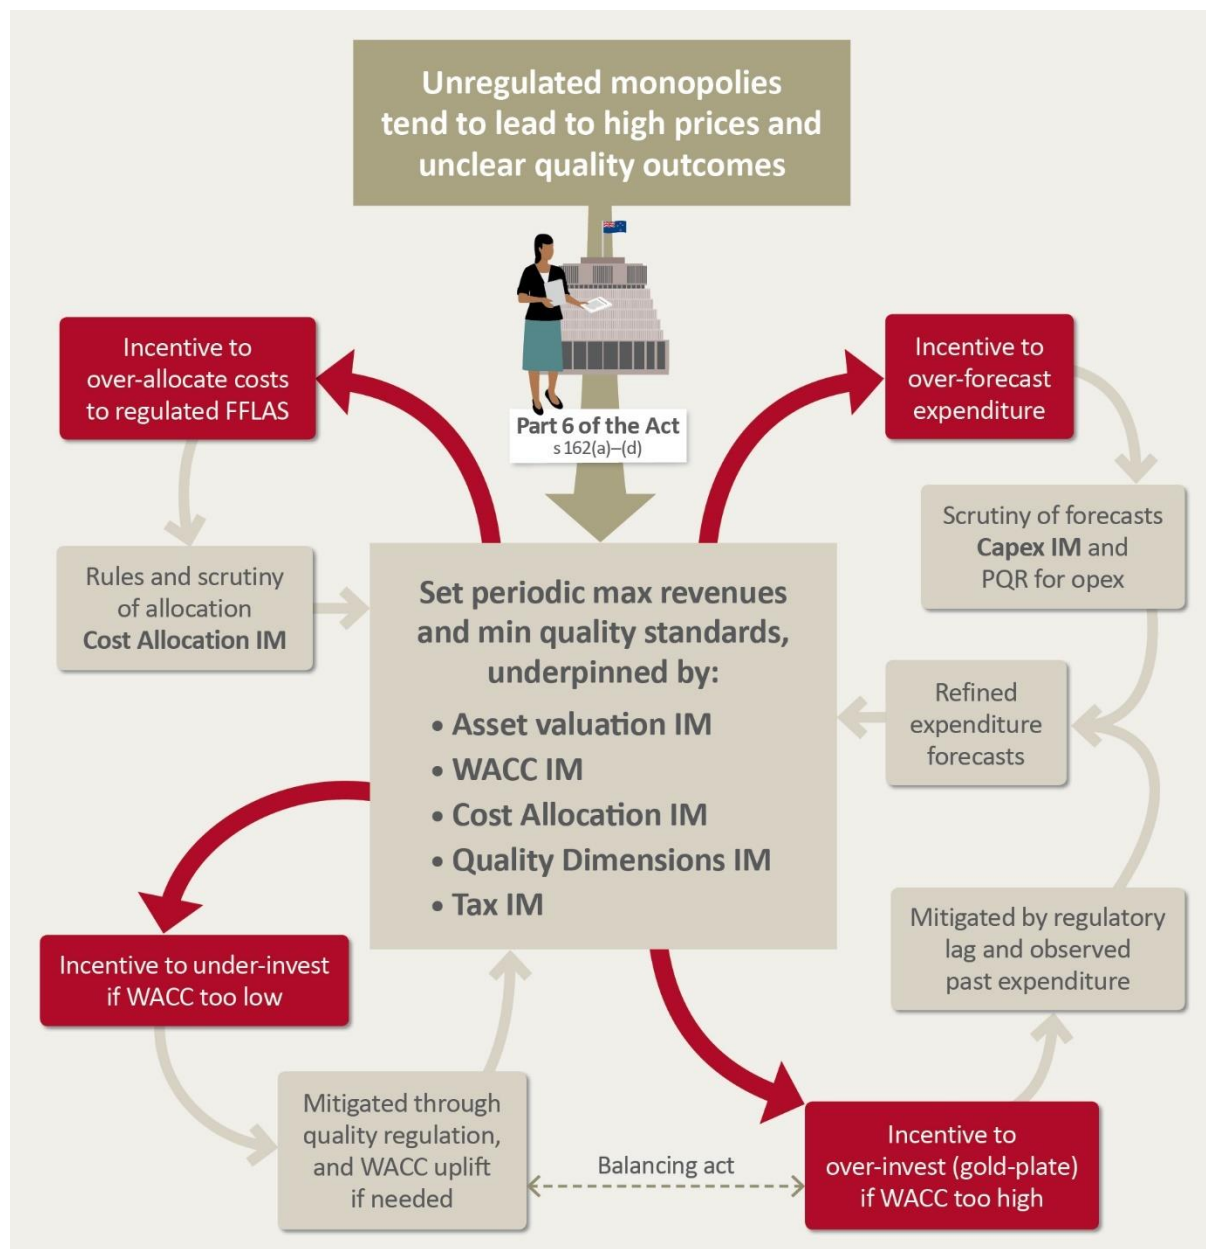 Unregulated monopolies
tend to lead to high prices and
unclear quality outcomes
Part 6 of the Act
s 162(a)–(d)
Incentive to
over-allocate costs
to regulated FFLAS
Incentive to
over-forecast
expenditure
Rules and scrutiny
of allocation
Cost Allocation IM
Scrutiny of forecasts
Capex IM and
PQR for opex
Set periodic max revenues
and min quality standards,
underpinned by:
• Asset valuation IM
• WACC IM
• Cost Allocation IM
• Quality Dimensions IM
• Tax IM
Refined
expenditure
forecasts
Mitigated by regulatory
lag and observed
past expenditure
Incentive to under-invest
if WACC too low
Mitigated through
quality regulation,
and WACC uplift
if needed
Balancing act
Incentive to
over-invest (gold-plate)
if WACC too high